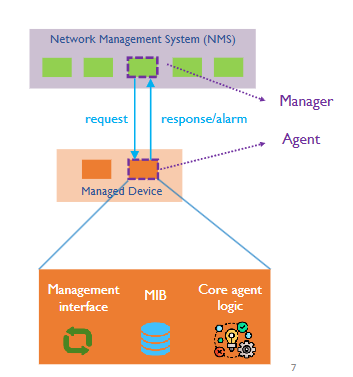 Network Management System (NMS)
Manager
request
response/alarm
Agent
Managed Device
Management
interface
MIB
Core agent
logic
7